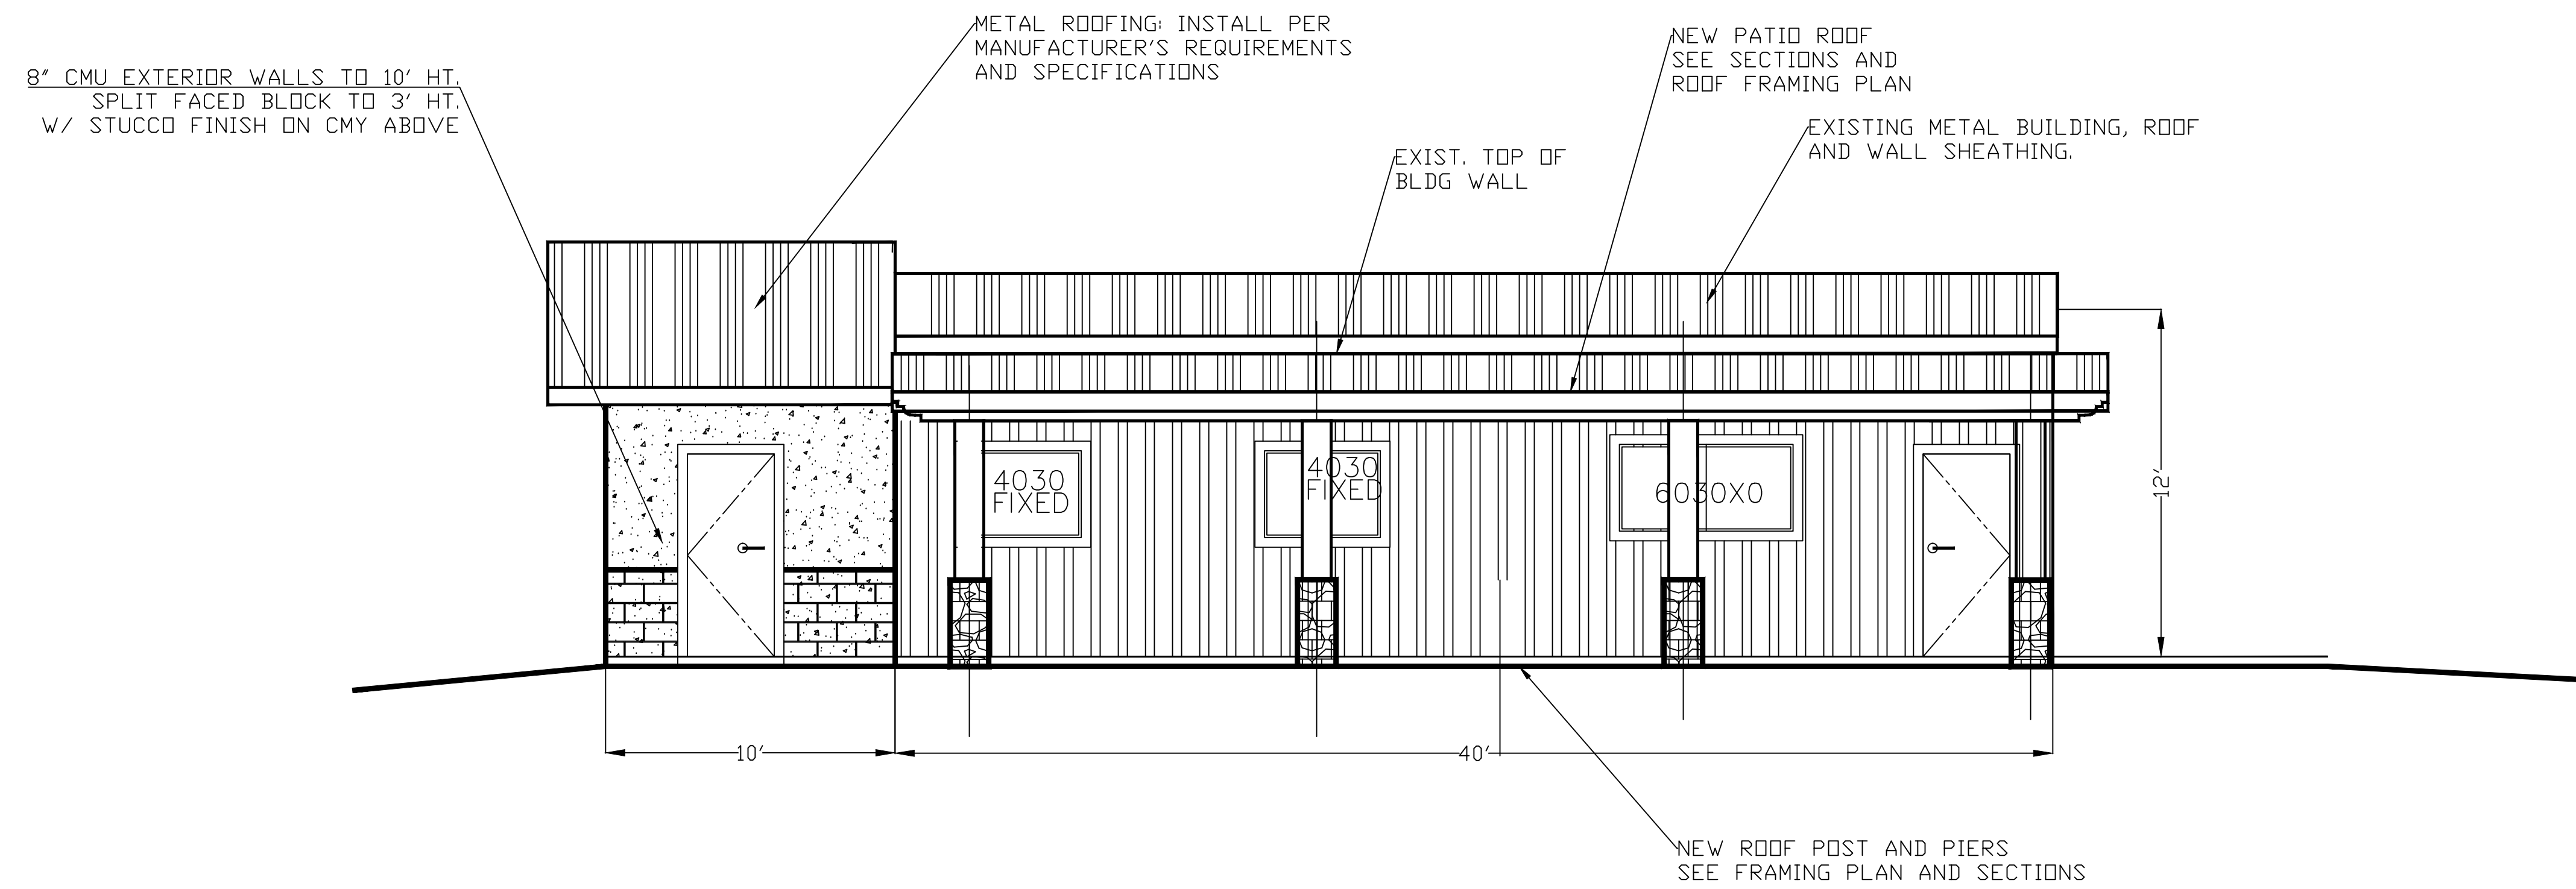 METAL ROOFING: INSTALL PER
MANUFACTURER'S REQUIREMENTS
AND SPECIFICATIONS
NEW PATIO ROOF
SEE SECTIONS AND
ROOF FRAMING PLAN
8" CMU EXTERIOR WALLS TO 10' HT.
SPLIT FACED BLOCK TO 3' HT.
W/ STUCCO FINISH ON CMY ABOVE
EXISTING METAL BUILDING, ROOF
AND WALL SHEATHING.
EXIST. TOP OF
BLDG WALL
4030
FIXED
4030
FIXED
6030XO
12'
10'
40'
NEW ROOF POST AND PIERS
SEE FRAMING PLAN AND SECTIONS